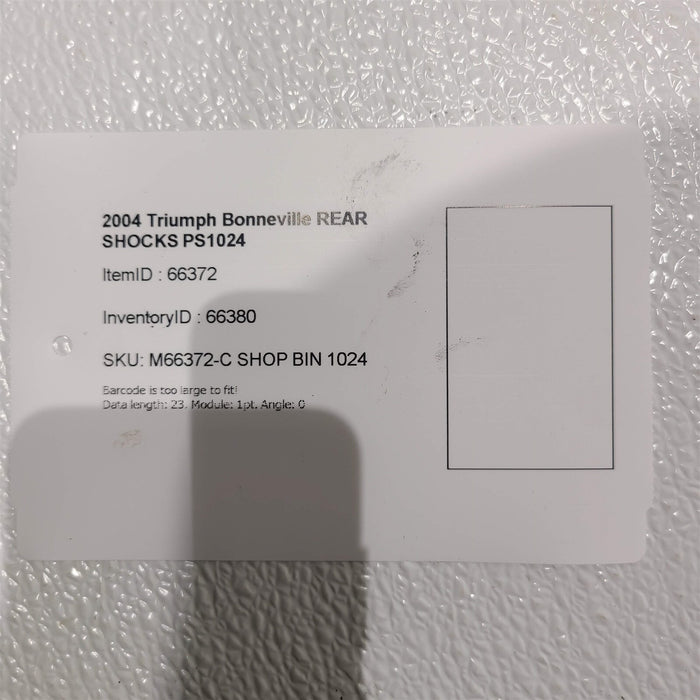 2004 Triumph Bonneville REAR
SHOCKS PS1024
ItemID : 66372
InventoryID : 66380
SKU: M66372-C SHOP BIN 1024
Barcode is too large to fit!
Data length: 23. Module: 1pt. Angle: 0